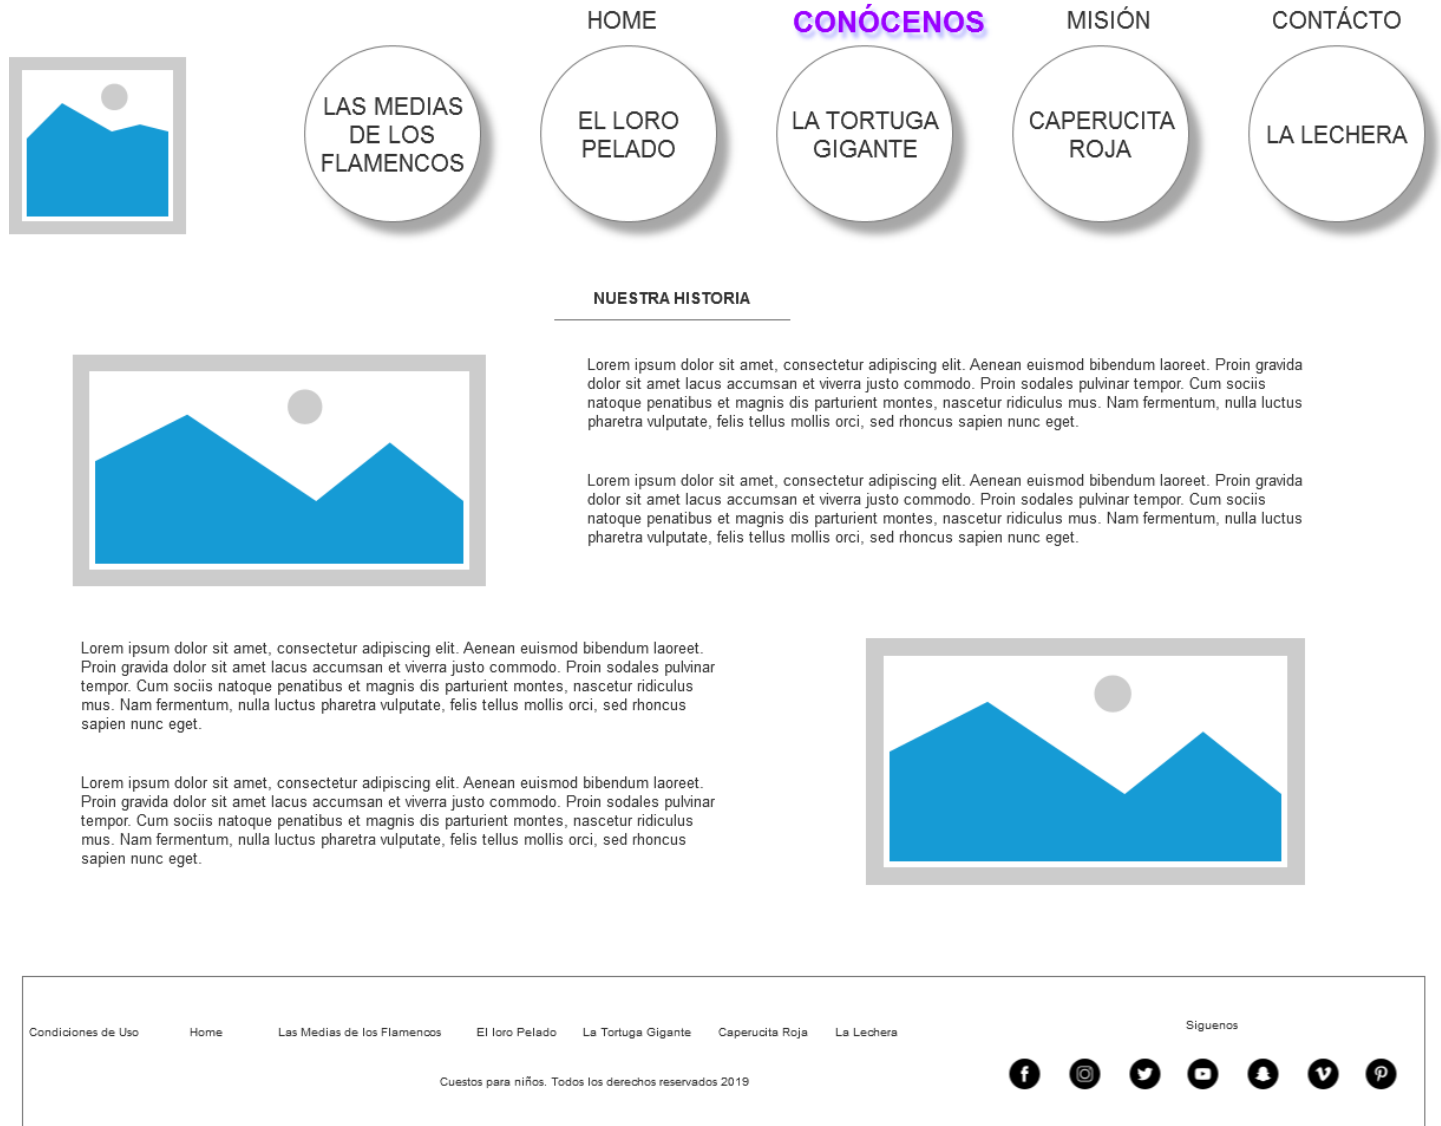 HOME
CONÓCENOS
MISIÓN
CONTÁCTO
LAS MEDIAS
DE LOS
FLAMENCOS
EL LORO
PELADO
LA TORTUGA
GIGANTE
CAPERUCITA
ROJA
LA LECHERA
NUESTRA HISTORIA
Lorem ipsum dolor sit amet, consectetur adipiscing elit. Aenean euismod bibendum laoreet. Proin gravida
dolor sit amet lacus accumsan et viverra justo commodo. Proin sodales pulvinar tempor. Cum sociis
natoque penatibus et magnis dis parturient montes, nascetur ridiculus mus. Nam fermentum, nulla luctus
pharetra vulputate, felis tellus mollis orci, sed rhoncus sapien nunc eget.
Lorem ipsum dolor sit amet, consectetur adipiscing elit. Aenean euismod bibendum laoreet. Proin gravida
dolor sit amet lacus accumsan et viverra justo commodo. Proin sodales pulvinar tempor. Cum sociis
natoque penatibus et magnis dis parturient montes, nascetur ridiculus mus. Nam fermentum, nulla luctus
pharetra vulputate, felis tellus mollis orci, sed rhoncus sapien nunc eget.
Lorem ipsum dolor sit amet, consectetur adipiscing elit. Aenean euismod bibendum laoreet.
Proin gravida dolor sit amet lacus accumsan et viverra justo commodo. Proin sodales pulvinar
tempor. Cum sociis natoque penatibus et magnis dis parturient montes, nascetur ridiculus
mus. Nam fermentum, nulla luctus pharetra vulputate, felis tellus mollis orci, sed rhoncus
sapien nunc eget.
Lorem ipsum dolor sit amet, consectetur adipiscing elit. Aenean euismod bibendum laoreet.
Proin gravida dolor sit amet lacus accumsan et viverra justo commodo. Proin sodales pulvinar
tempor. Cum sociis natoque penatibus et magnis dis parturient montes, nascetur ridiculus
mus. Nam fermentum, nulla luctus pharetra vulputate, felis tellus mollis orci, sed rhoncus
sapien nunc eget.
Condiciones de Uso
Home
Las Medias de los Flamencos
El loro Pelado
La Tortuga Gigante
Caperucita Roja
La Lechera
Siguenos
Cuestos para niños. Todos los derechos reservados 2019